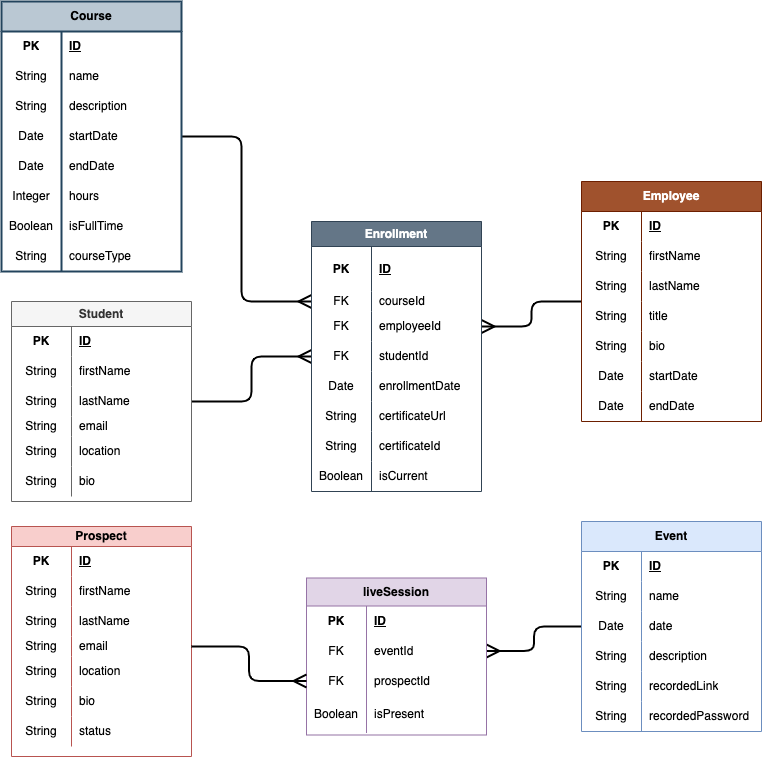 Course
PK ID
String name
String description
Date startDate
Date endDate
Integer hours
Boolean isFullTime
String courseType
Student
PK ID
String firstName
String lastName
String email
String location
String bio
Prospect
PK ID
String firstName
String lastName
String email
String location
String bio
String status
Enrollment
PK ID
FK courseId
FK employeeId
FK studentId
Date enrollmentDate
String certificateUrl
String certificateId
Boolean isCurrent
liveSession
PK ID
FK eventId
FK prospectId
Boolean isPresent
Employee
PK ID
String firstName
String lastName
String title
String bio
Date startDate
Date endDate
Event
PK ID
String name
Date date
String description
String recordedLink
String recordedPassword